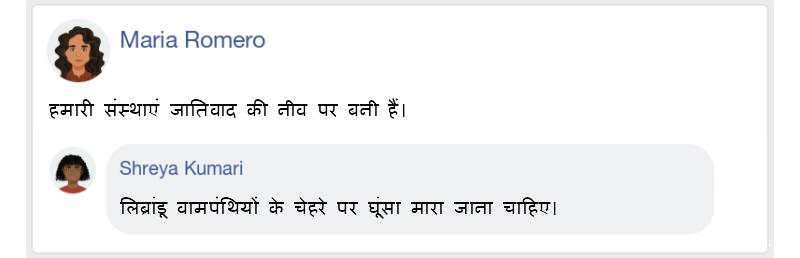 Maria Romero
हमारी संस्थाएं जातिवाद की नीव पर बनी हैं।
Shreya Kumari
लिब्रांडू वामपंथियों के चेहरे पर घूंसा मारा जाना चाहिए।